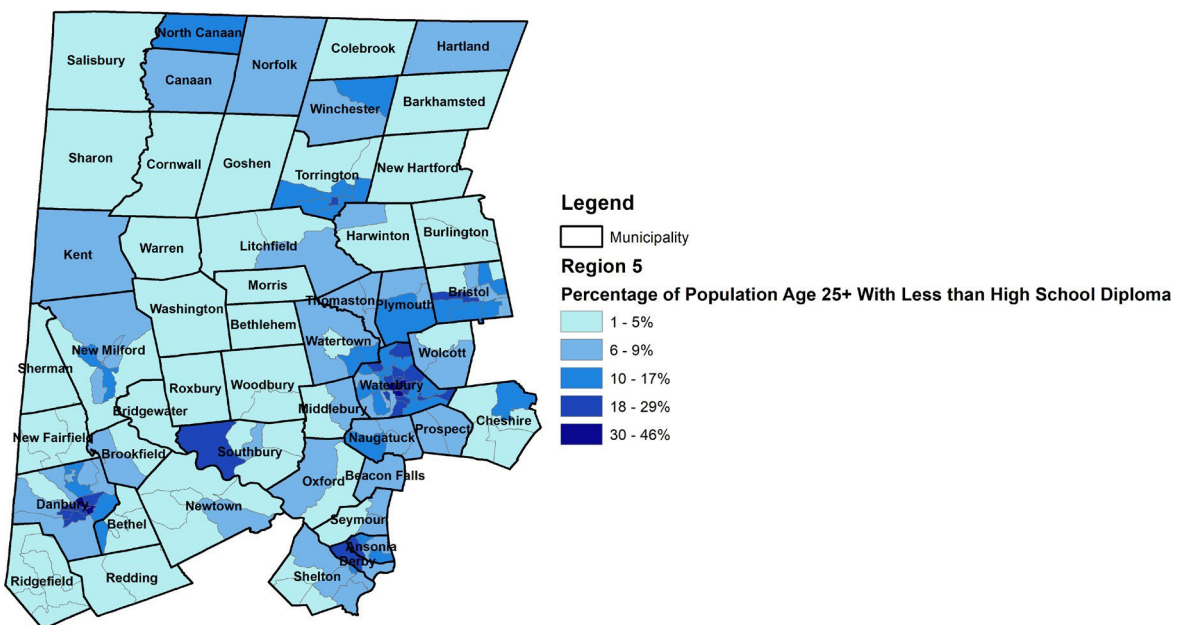 North Canaan
Colebrook
Hartland
Salisbury
Canaan
Norfolk
Winchester
Barkhamsted
Sharon
Cornwall
Goshen
Torrington
New Hartford
Kent
Warren
Litchfield
Harwinton
Burlington
Morris
Washington
Thomaston
Plymouth
Bristol
Bethlehem
Watertown
Wolcott
New Milford
Sherman
Roxbury
Woodbury
Waterbury
Middlebury
Bridgewater
Cheshire
New Fairfield
Naugatuck
Prospect
Brookfield
Southbury
Oxford
Beacon Falls
Danbury
Newtown
Bethel
Seymour
Ansonia
Derby
Shelton
Ridgefield
Redding
Legend
Municipality
Region 5
Percentage of Population Age 25+ With Less than High School Diploma
1 - 5%
6 - 9%
10 - 17%
18 - 29%
30 - 46%